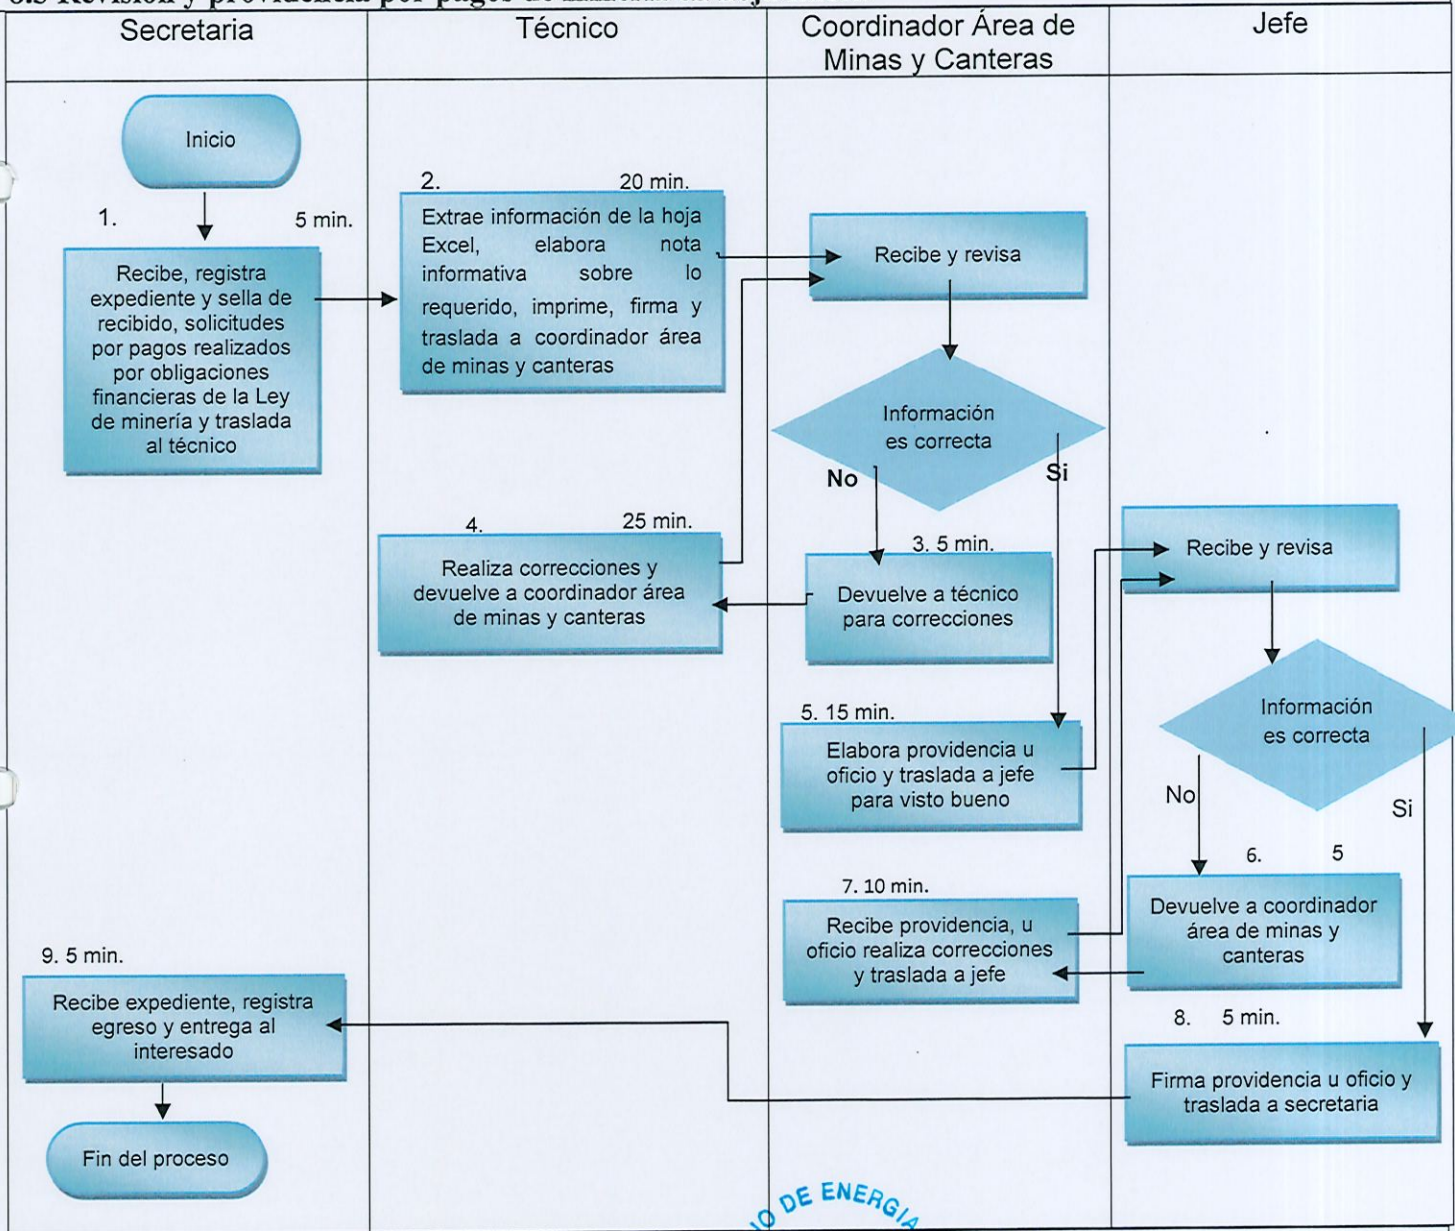 Revisión y providencia por pagos de
Secretaria
Técnico
Coordinador Área de
Minas y Canteras
Jefe
Inicio
1. 5 min.
Recibe, registra
expediente y sella de
recibido, solicitudes
por pagos realizados
por obligaciones
financieras de la Ley
de minería y traslada
al técnico
2. 20 min.
Extrae información de la hoja
Excel, elabora nota
informativa sobre lo
requerido, imprime, firma y
traslada a coordinador área
de minas y canteras
Recibe y revisa
Información
es correcta
No
Si
3. 5 min.
Devuelve a técnico
para correcciones
4. 25 min.
Realiza correcciones y
devuelve a coordinador área
de minas y canteras
5. 15 min.
Elabora providencia u
oficio y traslada a jefe
para visto bueno
Recibe y revisa
Información
es correcta
No
Si
6. 5
Devuelve a coordinador
área de minas y
canteras
7. 10 min.
Recibe providencia, u
oficio realiza correcciones
y traslada a jefe
8. 5 min.
Firma providencia u oficio y
traslada a secretaria
9. 5 min.
Recibe expediente, registra
egreso y entrega al
interesado
Fin del proceso
DE ENERGIA